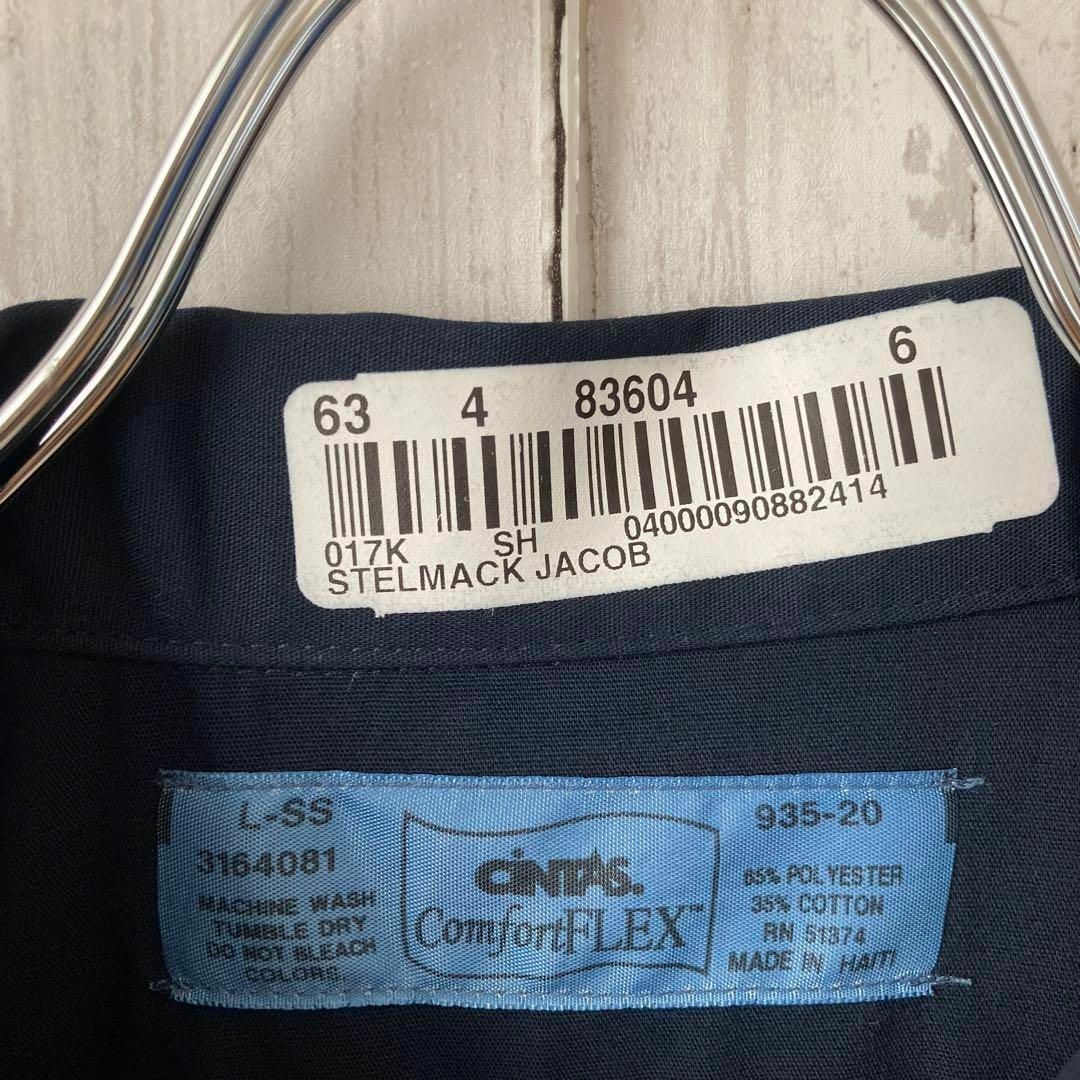 63 4 83604 6
017K SH 04000090882414
STELMACK JACOB
L-SS
3164081
MACHINE WASH
TUMBLE DRY
DO NOT BLEACH
COLORS
CINTAS.
ComfortFLEX™
935-20
65% POLYESTER
35% COTTON
RN 51374
MADE IN HAITI